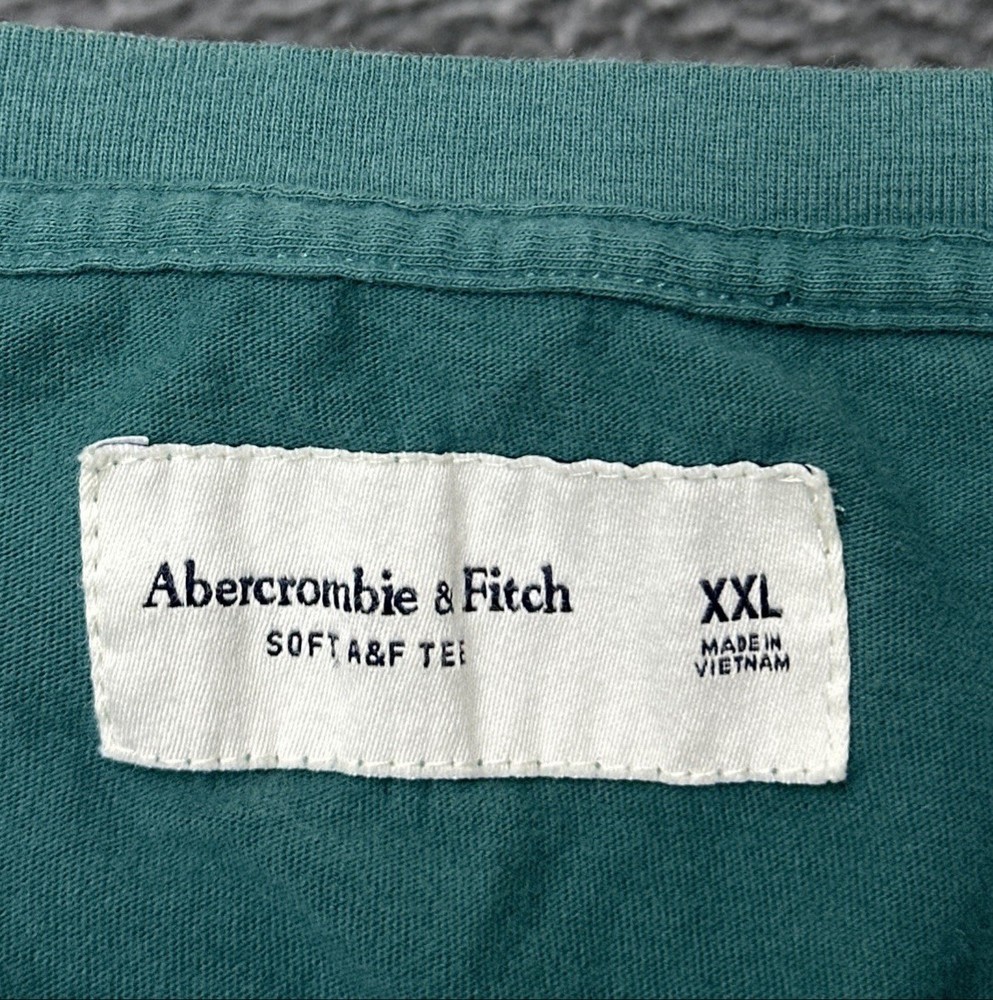 Abercrombie & Fitch
SOFT A&F TEE
XXL
MADE IN
VIETNAM